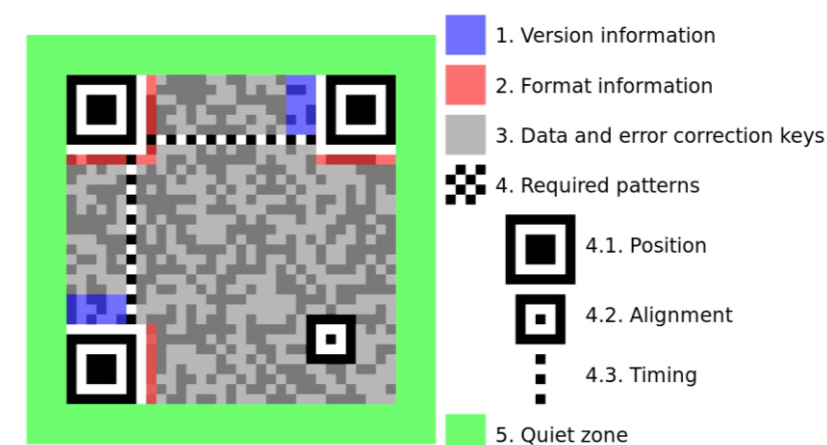 1. Version information
2. Format information
3. Data and error correction keys
4. Required patterns
4.1. Position
4.2. Alignment
4.3. Timing
5. Quiet zone